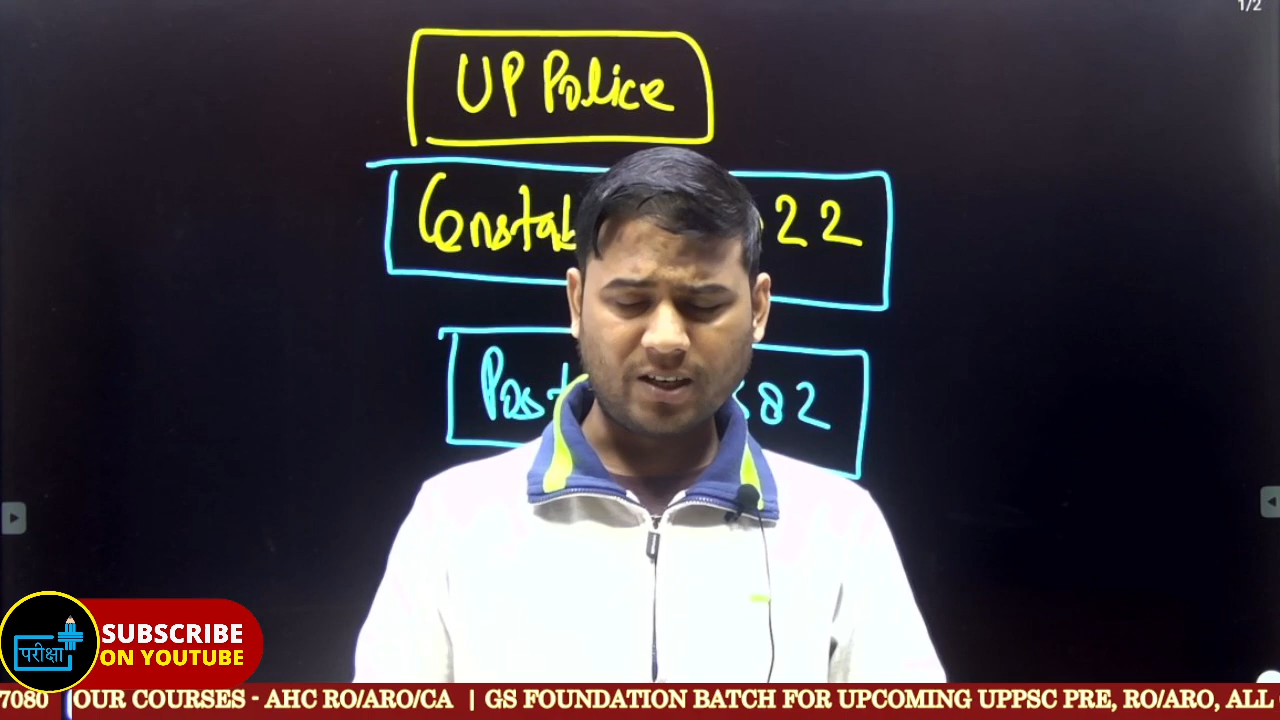 1/2
UP Police
22
Post
82
परीक्षा
SUBSCRIBE
ON YOUTUBE
7080 OUR COURSES - AHC RO/ARO/CA | GS FOUNDATION BATCH FOR UPCOMING UPPSC PRE, RO/ARO, ALL